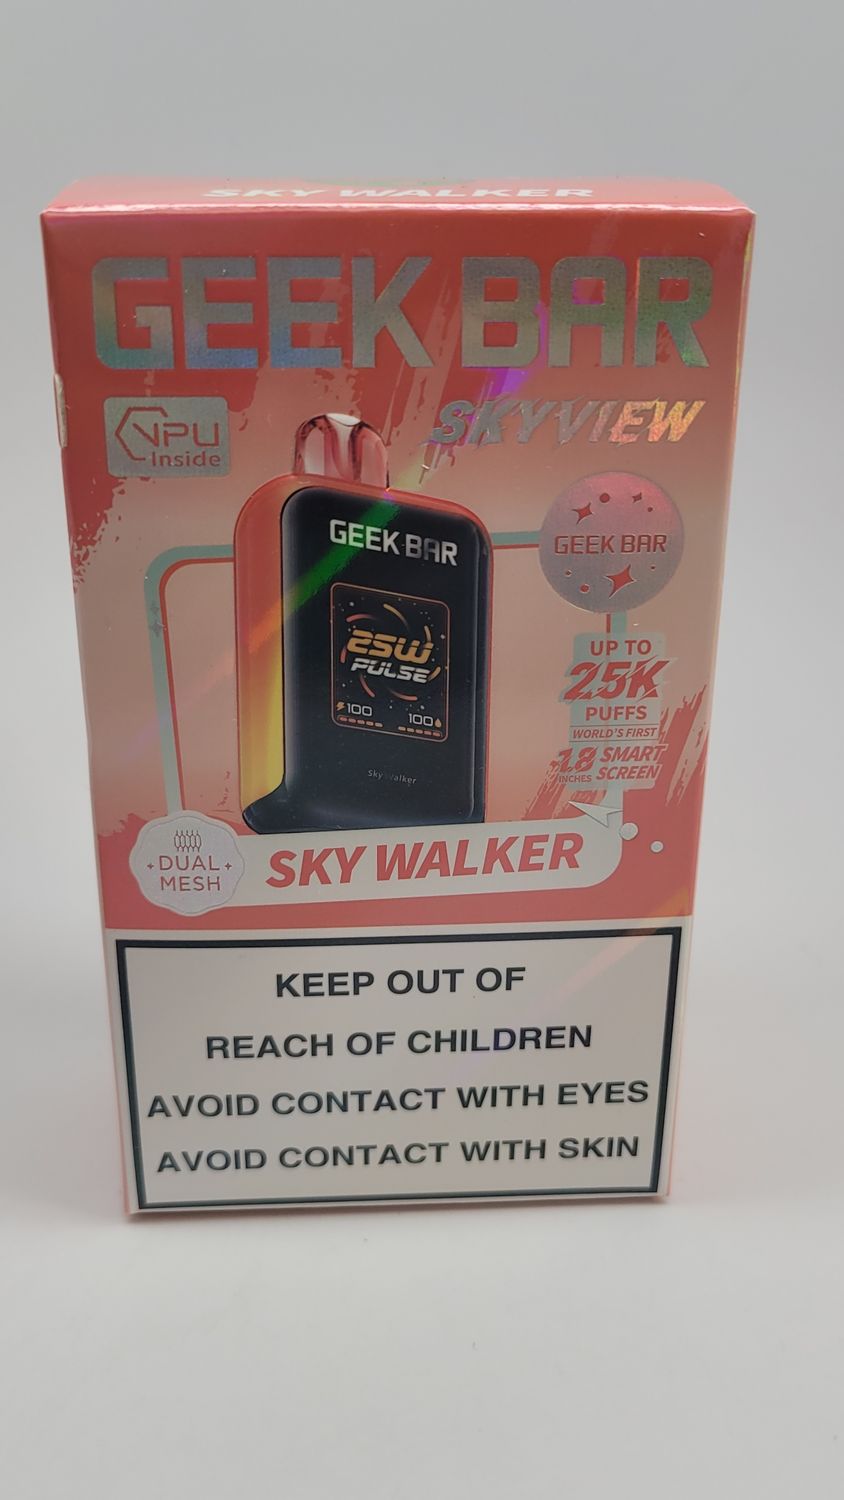 SKY WALKER
GEEK BAR
SKYVIEW
VPU
Inside
GEEK BAR
GEEK BAR
25W
PULSE
100
100
Sky Walker
UP TO
25K
PUFFS
WORLD'S FIRST
1.8 SMART
INCHES SCREEN
DUAL
MESH
SKY WALKER
KEEP OUT OF
REACH OF CHILDREN
AVOID CONTACT WITH EYES
AVOID CONTACT WITH SKIN